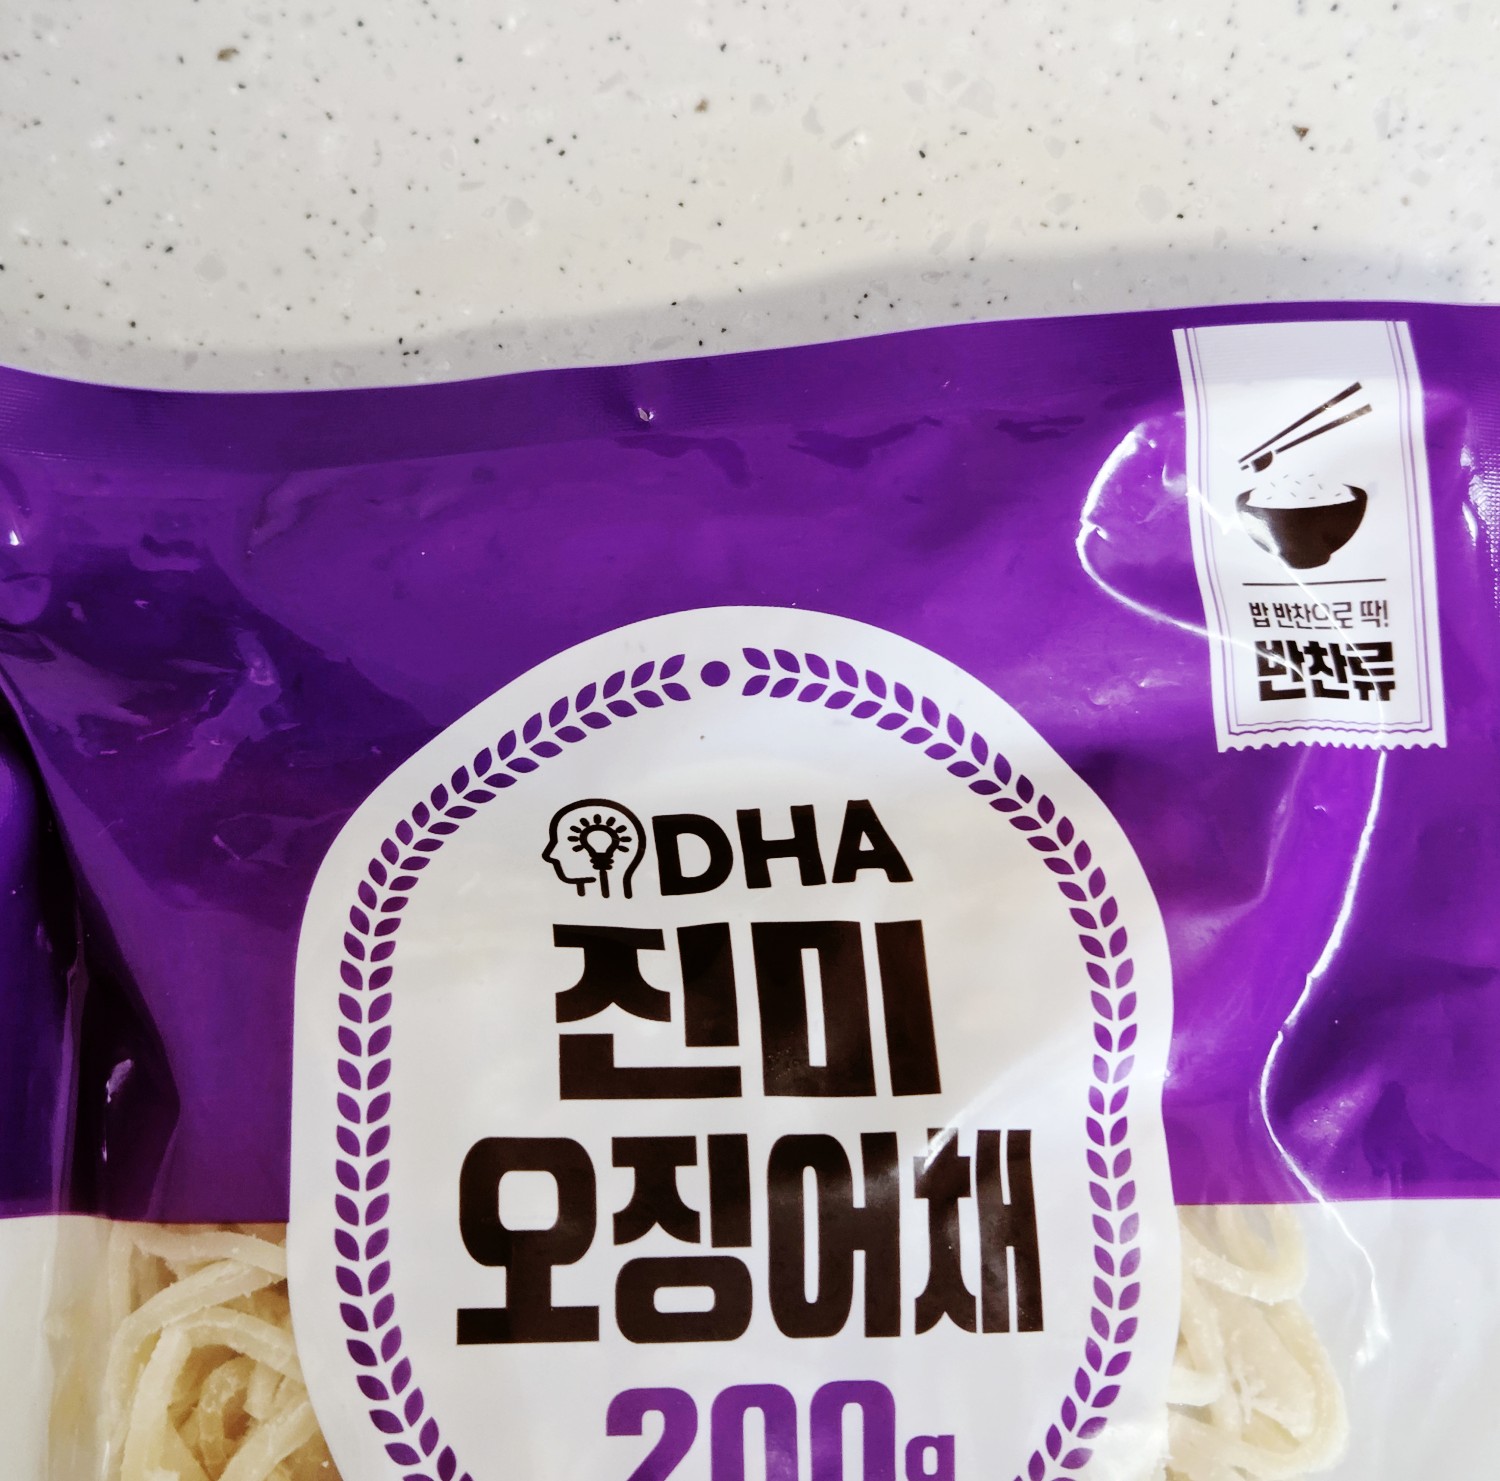 밥 반찬으로 딱!
반찬류
DHA
진미
오징어채
200g